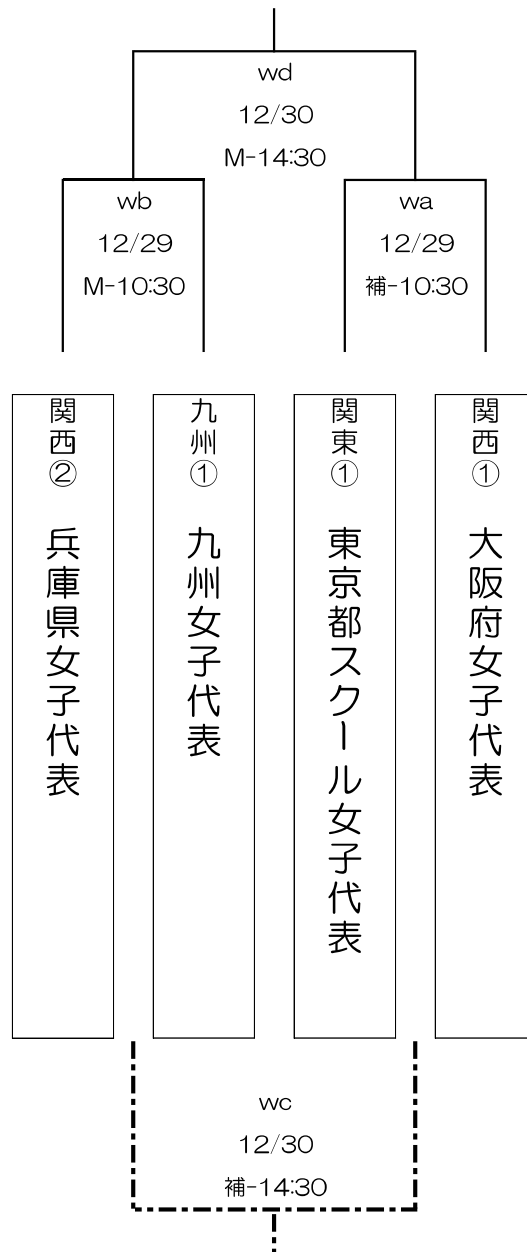 wd
12/30
M-14:30
wb
12/29
M-10:30
wa
12/29
補-10:30
関西② 兵庫県女子代表
九州① 九州女子代表
関東① 東京都スクール女子代表
関西① 大阪府女子代表
wc
12/30
補-14:30